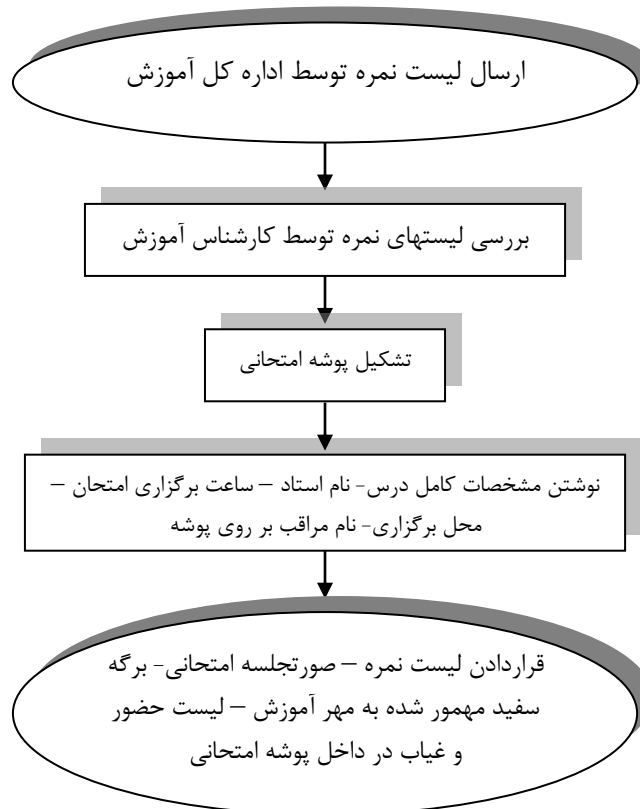 ارسال لیست نمره توسط اداره کل آموزش
بررسی لیستهای نمره توسط کارشناس آموزش
تشکیل پوشه امتحانی
نوشتن مشخصات کامل درس- نام استاد – ساعت برگزاری امتحان –
محل برگزاری- نام مراقب بر روی پوشه
قراردادن لیست نمره – صورتجلسه امتحانی- برگه
سفید مهمور شده به مهر آموزش – لیست حضور
و غیاب در داخل پوشه امتحانی